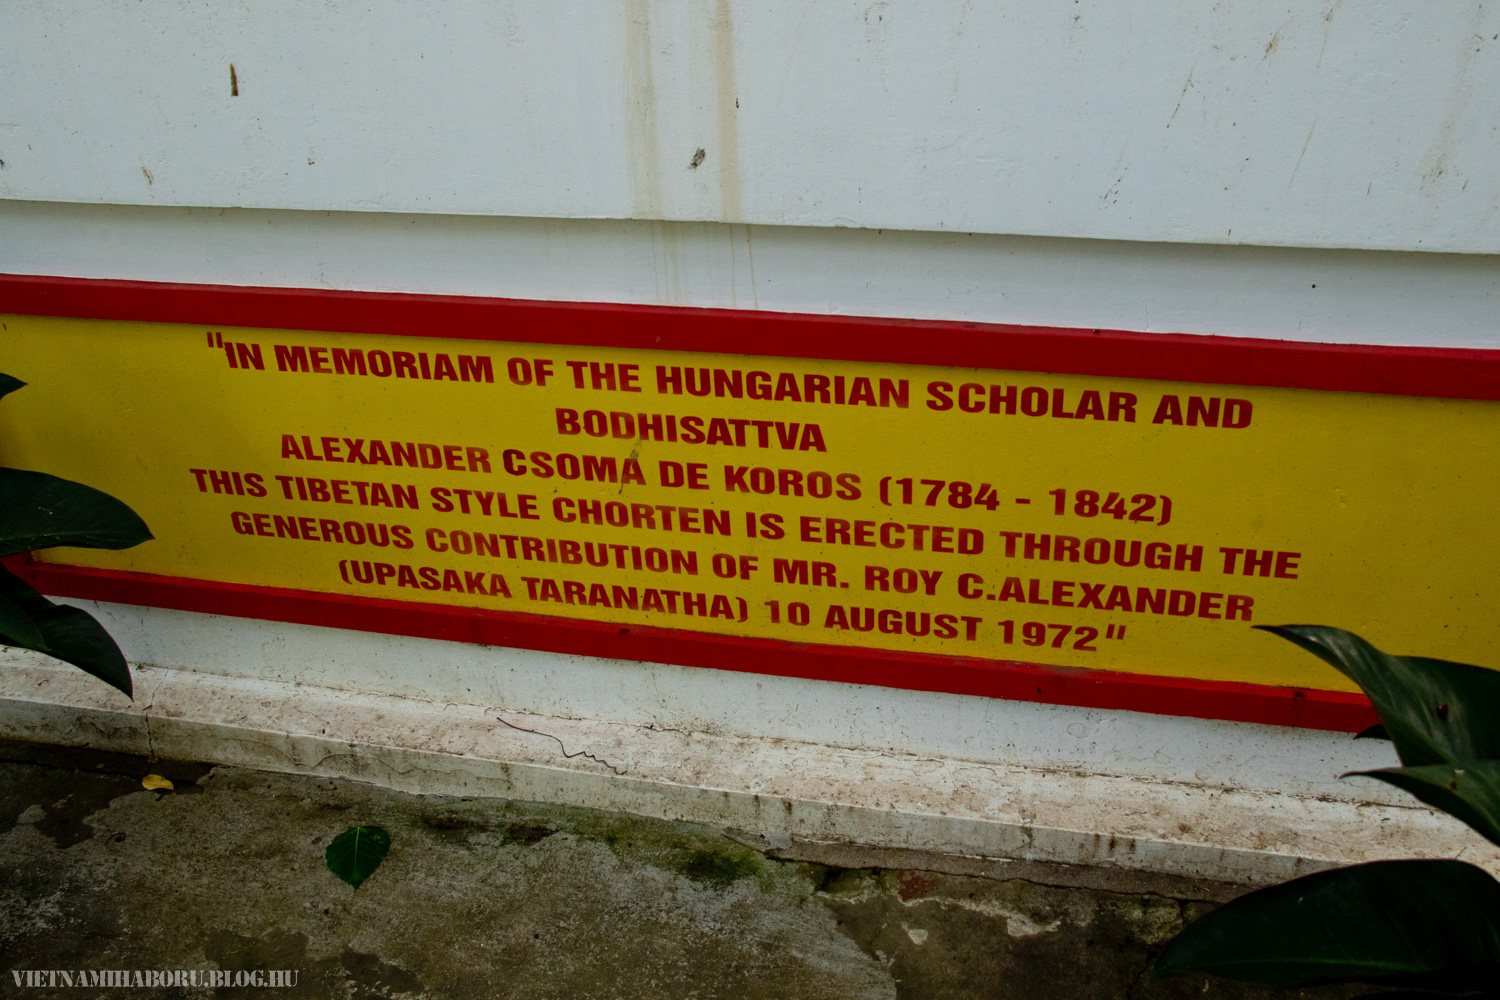 "IN MEMORIAM OF THE HUNGARIAN SCHOLAR AND
BODHISATTVA
ALEXANDER CSOMA DE KOROS (1784 - 1842)
THIS TIBETAN STYLE CHORTEN IS ERECTED THROUGH THE
GENEROUS CONTRIBUTION OF MR. ROY C.ALEXANDER
(UPASAKA TARANATHA) 10 AUGUST 1972"
VIETNAMIHABORU.BLOG.HU